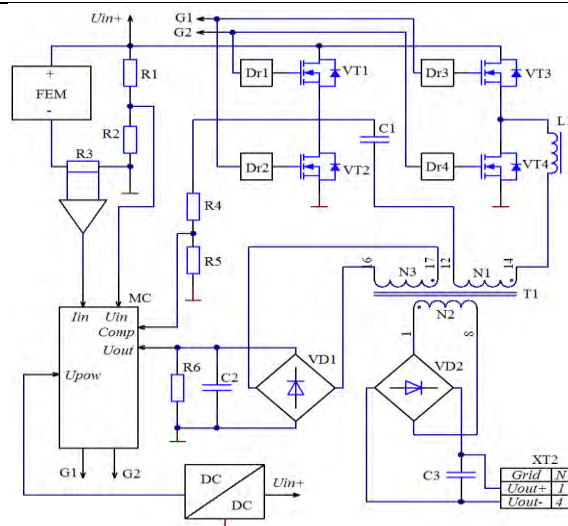 Uin+
G1
G2
+
FEM
-
R1
R2
R3
Dr1
VT1
Dr3
VT3
C1
Dr2
VT2
Dr4
VT4
R4
R5
16
N3
17
12
N1
14
T1
N2
1
8
MC
Iin
Uin
Comp
Uout
Upow
R6
C2
VD1
VD2
C3
G1
G2
DC
DC
Uin+
XT2
Grid N
Uout+ 1
Uout- 4